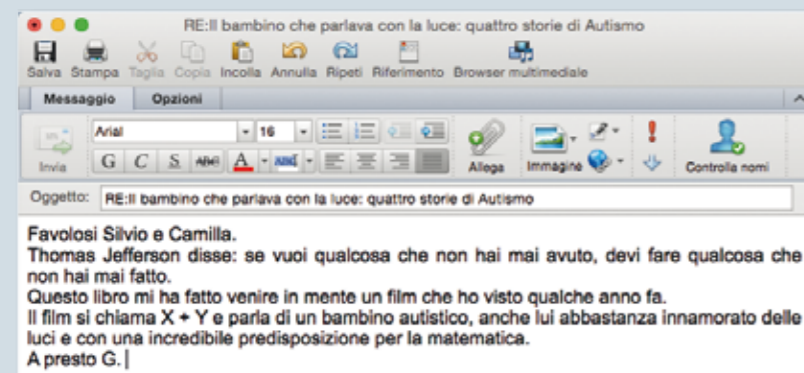 RE:Il bambino che parlava con la luce: quattro storie di Autismo
Salva Stampa Taglia Copia Incolla Annulla Ripeti Riferimento Browser multimediale
Messaggio Opzioni
Arial 16
Invia G C S ABC A Allega Immagine Controlla nomi
Oggetto: RE:Il bambino che parlava con la luce: quattro storie di Autismo
Favolosi Silvio e Camilla.
Thomas Jefferson disse: se vuoi qualcosa che non hai mai avuto, devi fare qualcosa che
non hai mai fatto.
Questo libro mi ha fatto venire in mente un film che ho visto qualche anno fa.
Il film si chiama X + Y e parla di un bambino autistico, anche lui abbastanza innamorato delle
luci e con una incredibile predisposizione per la matematica.
A presto G.